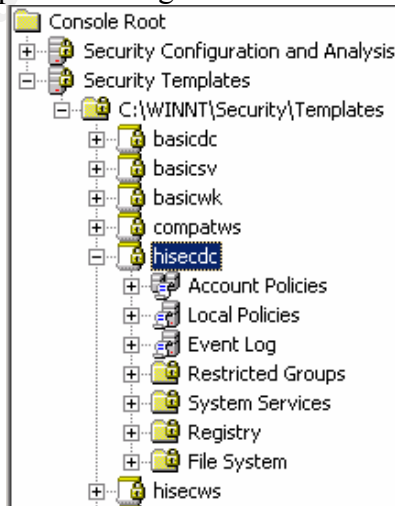 Console Root
Security Configuration and Analysis
Security Templates
C:\WINNT\Security\Templates
basicdc
basicsv
basicwk
compatws
hisecdc
Account Policies
Local Policies
Event Log
Restricted Groups
System Services
Registry
File System
hisecws